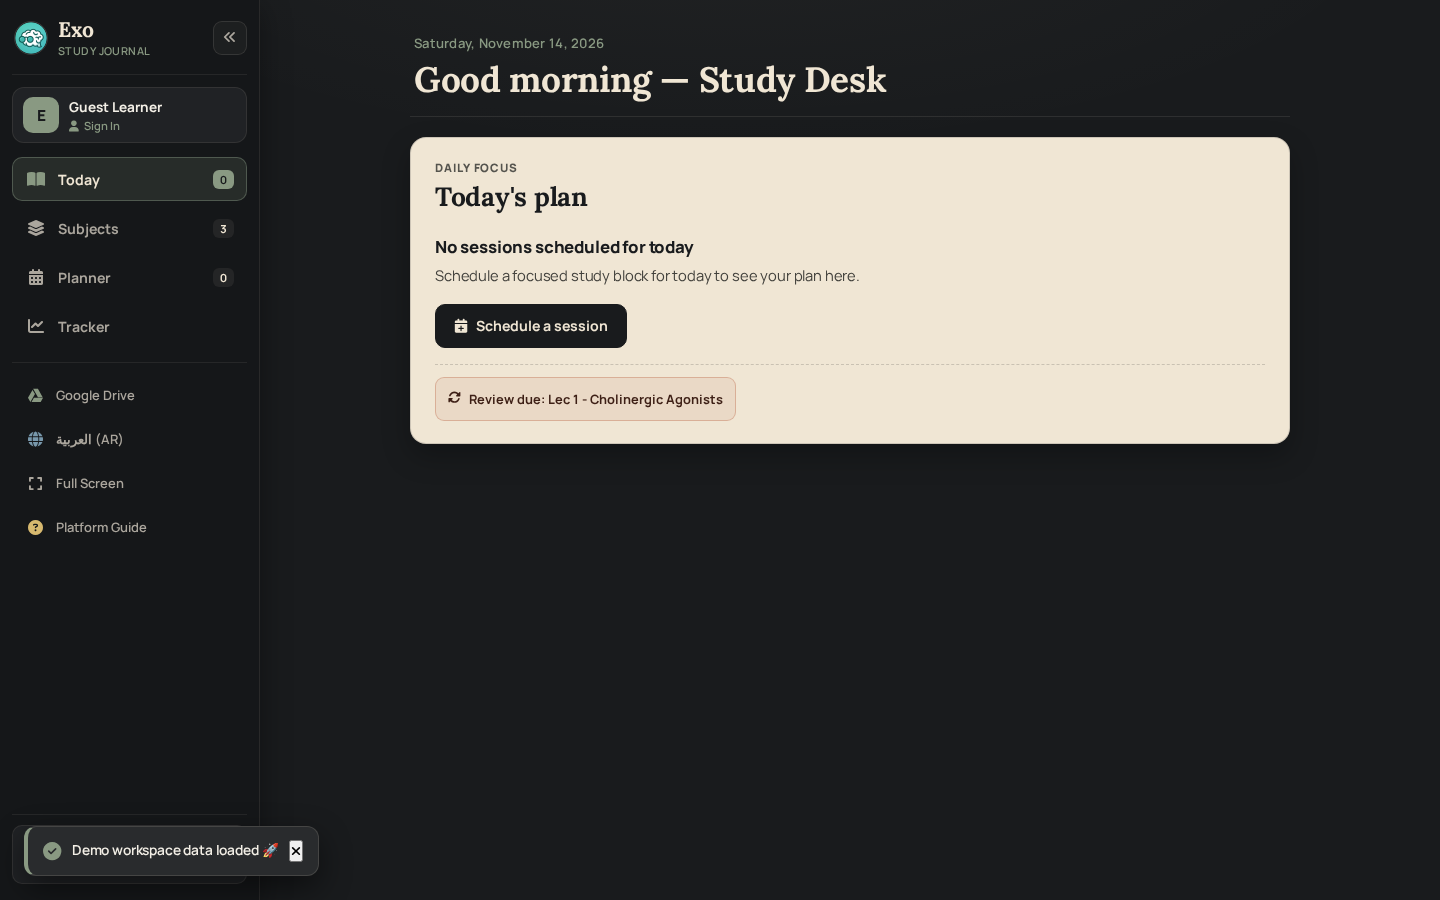 Exo
STUDY JOURNAL
E
Guest Learner
Sign In
Today
0
Subjects
3
Planner
0
Tracker
Google Drive
العربية (AR)
Full Screen
Platform Guide
Demo workspace data loaded 🚀
Saturday, November 14, 2026
Good morning — Study Desk
DAILY FOCUS
Today's plan
No sessions scheduled for today
Schedule a focused study block for today to see your plan here.
Schedule a session
Review due: Lec 1 - Cholinergic Agonists